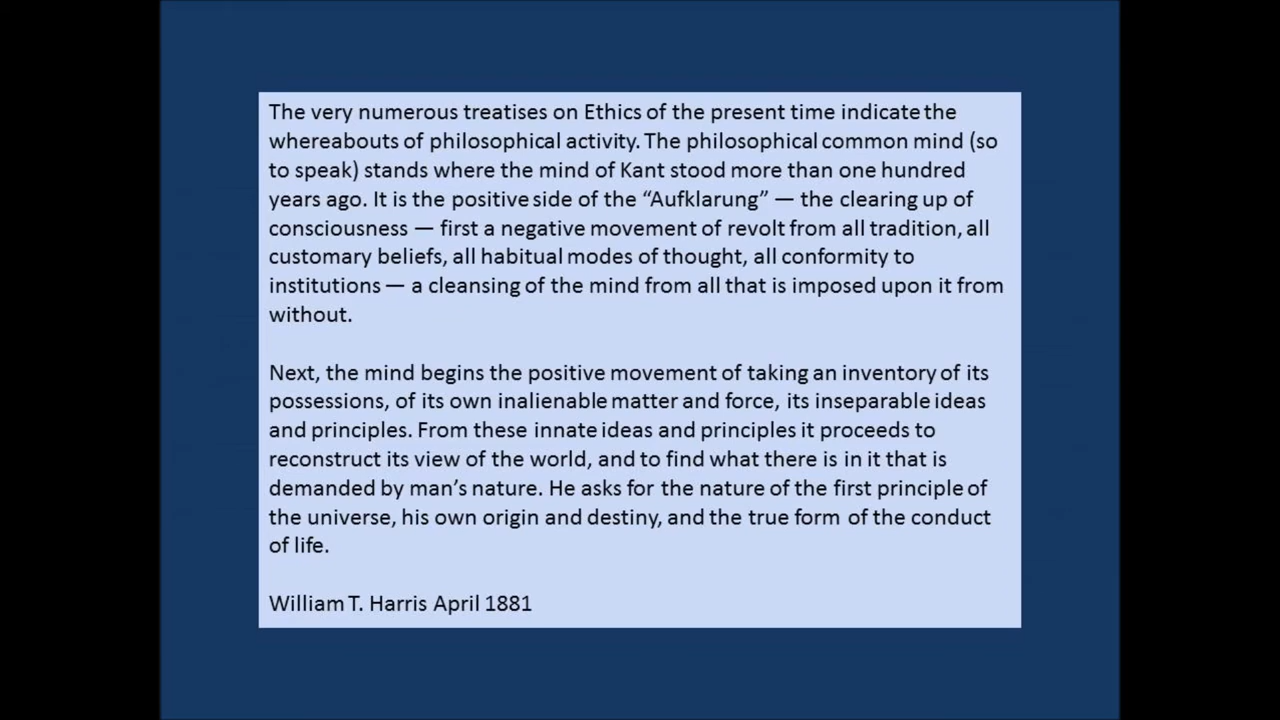 The very numerous treatises on Ethics of the present time indicate the
whereabouts of philosophical activity. The philosophical common mind (so
to speak) stands where the mind of Kant stood more than one hundred
years ago. It is the positive side of the “Aufklarung” — the clearing up of
consciousness — first a negative movement of revolt from all tradition, all
customary beliefs, all habitual modes of thought, all conformity to
institutions — a cleansing of the mind from all that is imposed upon it from
without.
Next, the mind begins the positive movement of taking an inventory of its
possessions, of its own inalienable matter and force, its inseparable ideas
and principles. From these innate ideas and principles it proceeds to
reconstruct its view of the world, and to find what there is in it that is
demanded by man’s nature. He asks for the nature of the first principle of
the universe, his own origin and destiny, and the true form of the conduct
of life.
William T. Harris April 1881